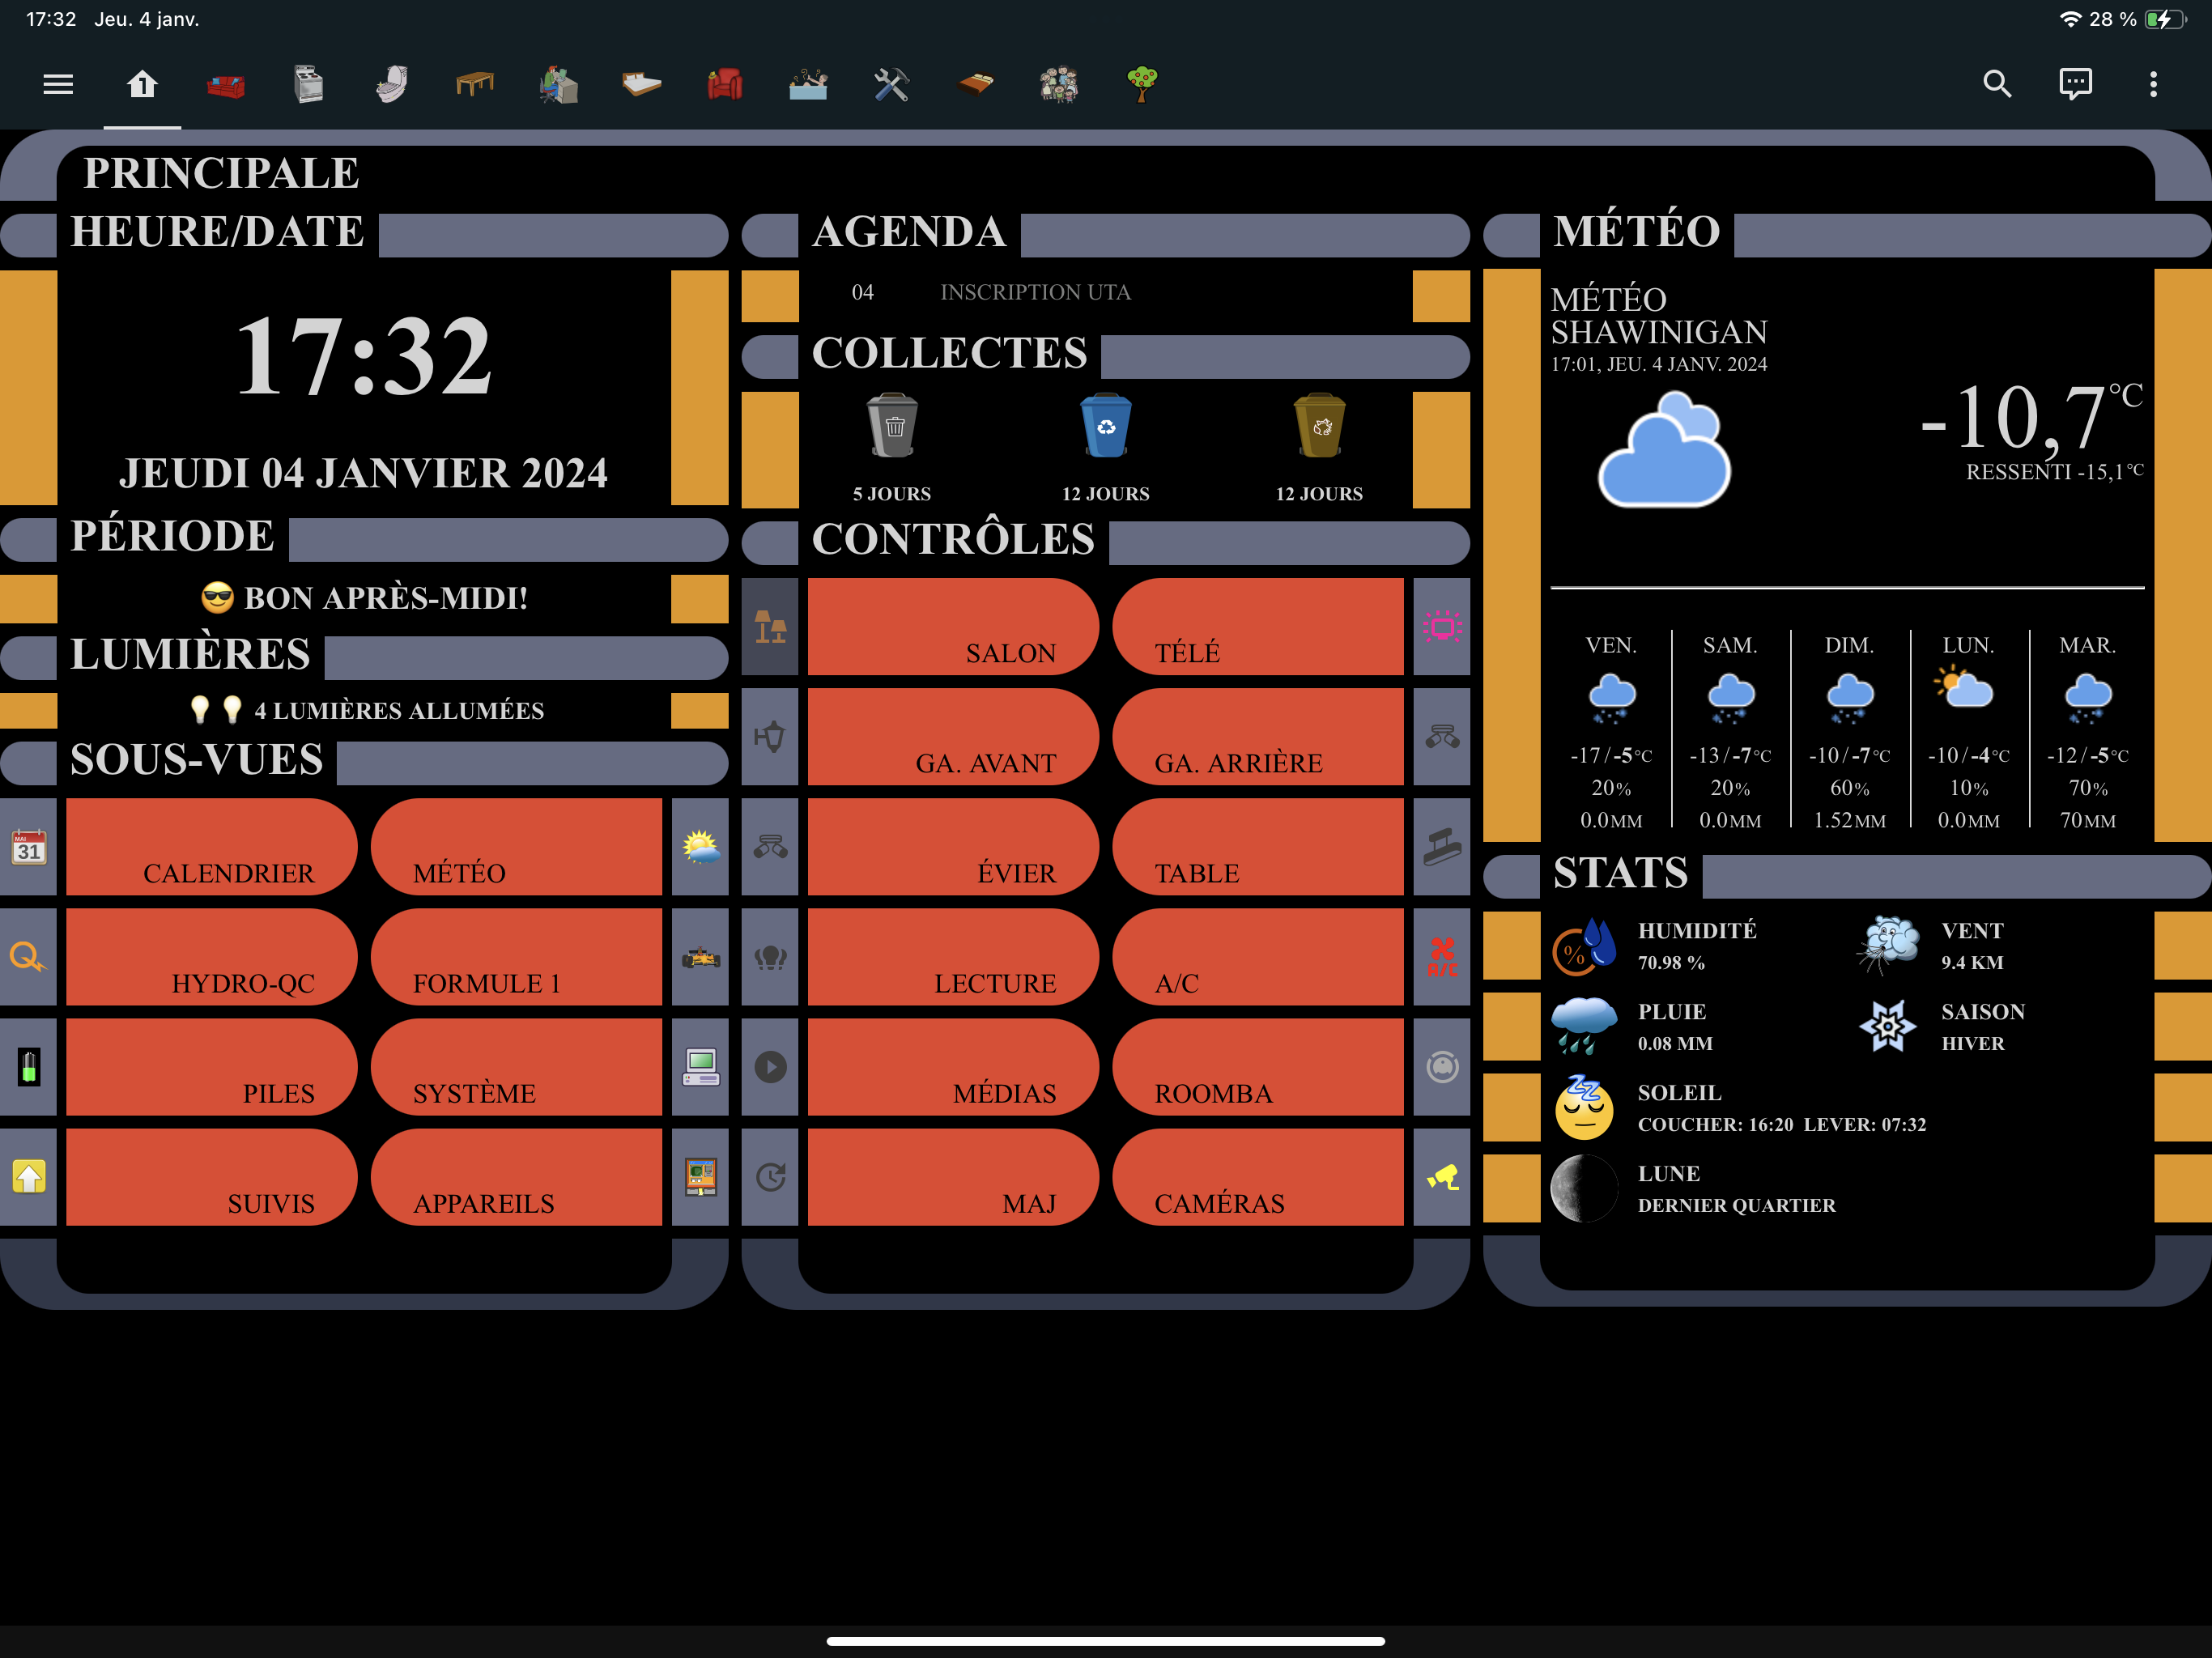 17:32 Jeu. 4 janv.
28 %
1
PRINCIPALE
HEURE/DATE
17:32
JEUDI 04 JANVIER 2024
PÉRIODE
😎 BON APRÈS-MIDI!
LUMIÈRES
4 LUMIÈRES ALLUMÉES
SOUS-VUES
MAI
31
CALENDRIER
MÉTÉO
HYDRO-QC
FORMULE 1
PILES
SYSTÈME
SUIVIS
APPAREILS
AGENDA
04 INSCRIPTION UTA
COLLECTES
5 JOURS
12 JOURS
12 JOURS
CONTRÔLES
SALON
TÉLÉ
GA. AVANT
GA. ARRIÈRE
ÉVIER
TABLE
LECTURE
A/C
A/C
MÉDIAS
ROOMBA
MAJ
CAMÉRAS
MÉTÉO
MÉTÉO
SHAWINIGAN
17:01, JEU. 4 JANV. 2024
-10,7°C
RESSENTI -15,1°C
VEN. SAM. DIM. LUN. MAR.
-17/-5°C -13/-7°C -10/-7°C -10/-4°C -12/-5°C
20% 20% 60% 10% 70%
0.0MM 0.0MM 1.52MM 0.0MM 70MM
STATS
%
HUMIDITÉ
70.98 %
VENT
9.4 KM
PLUIE
0.08 MM
SAISON
HIVER
SOLEIL
COUCHER: 16:20 LEVER: 07:32
LUNE
DERNIER QUARTIER